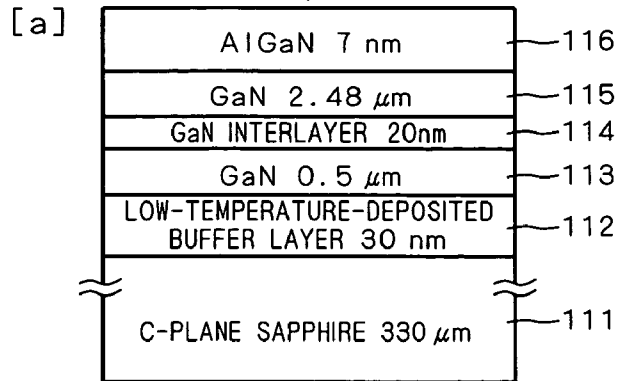 [a]
AlGaN 7 nm 116
GaN 2.48 μm 115
GaN INTERLAYER 20nm 114
GaN 0.5 μm 113
LOW-TEMPERATURE-DEPOSITED
BUFFER LAYER 30 nm 112
C-PLANE SAPPHIRE 330 μm 111